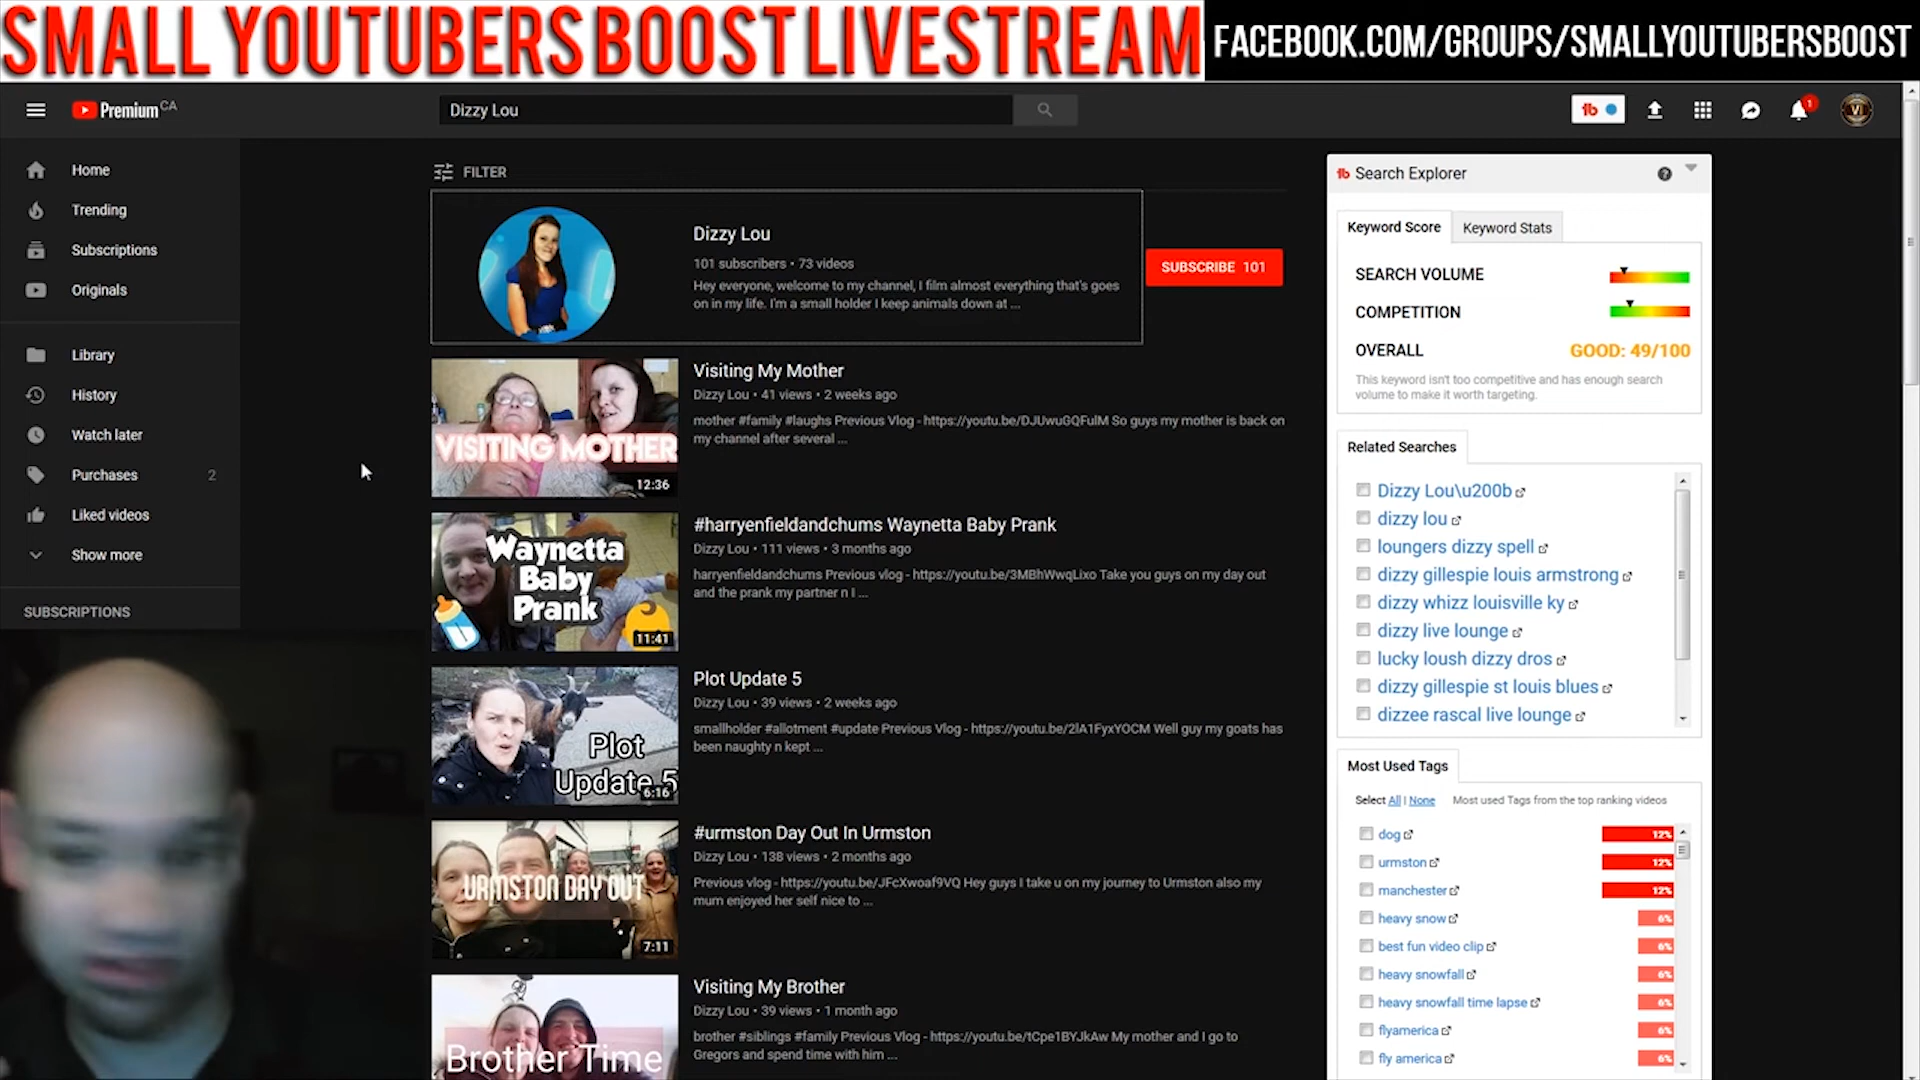 SMALL YOUTUBERS BOOST LIVESTREAM
FACEBOOK.COM/GROUPS/SMALLYOUTUBERSBOOST
Premium CA
Dizzy Lou
1
Home
Trending
Subscriptions
Originals
Library
History
Watch later
Purchases 2
Liked videos
Show more
SUBSCRIPTIONS
FILTER
Dizzy Lou
101 subscribers • 73 videos
Hey everyone, welcome to my channel, I film almost everything that's goes
on in my life. I'm a small holder I keep animals down at ...
SUBSCRIBE 101
VISITING MOTHER
12:36
Visiting My Mother
Dizzy Lou • 41 views • 2 weeks ago
mother #family #laughs Previous Vlog - https://youtu.be/DJUwuGQFulM So guys my mother is back on
my channel after several ...
Waynetta
Baby
Prank
11:41
#harryenfieldandchums Waynetta Baby Prank
Dizzy Lou • 111 views • 3 months ago
harryenfieldandchums Previous vlog - https://youtu.be/3MBhWwqLixo Take you guys on my day out
and the prank my partner n I ...
Plot
Update 5
6:16
Plot Update 5
Dizzy Lou • 39 views • 2 weeks ago
smallholder #allotment #update Previous Vlog - https://youtu.be/2lA1FyxYOCM Well guy my goats has
been naughty n kept ...
URMSTON DAY OUT
7:11
#urmston Day Out In Urmston
Dizzy Lou • 138 views • 2 months ago
Previous vlog - https://youtu.be/JFcXwoaf9VQ Hey guys I take u on my journey to Urmston also my
mum enjoyed her self nice to ...
Brother Time
Visiting My Brother
Dizzy Lou • 39 views • 1 month ago
brother #siblings #family Previous Vlog - https://youtu.be/tCpe1BYJkAw My mother and I go to
Gregors and spend time with him ...
tb Search Explorer
Keyword Score Keyword Stats
SEARCH VOLUME
COMPETITION
OVERALL GOOD: 49/100
This keyword isn't too competitive and has enough search
volume to make it worth targeting.
Related Searches
Dizzy Lou\u200b
dizzy lou
loungers dizzy spell
dizzy gillespie louis armstrong
dizzy whizz louisville ky
dizzy live lounge
lucky loush dizzy dros
dizzy gillespie st louis blues
dizzee rascal live lounge
Most Used Tags
Select All | None Most used Tags from the top ranking videos
dog 12%
urmston 12%
manchester 12%
heavy snow 6%
best fun video clip 6%
heavy snowfall 6%
heavy snowfall time lapse 6%
flyamerica 6%
fly america 6%